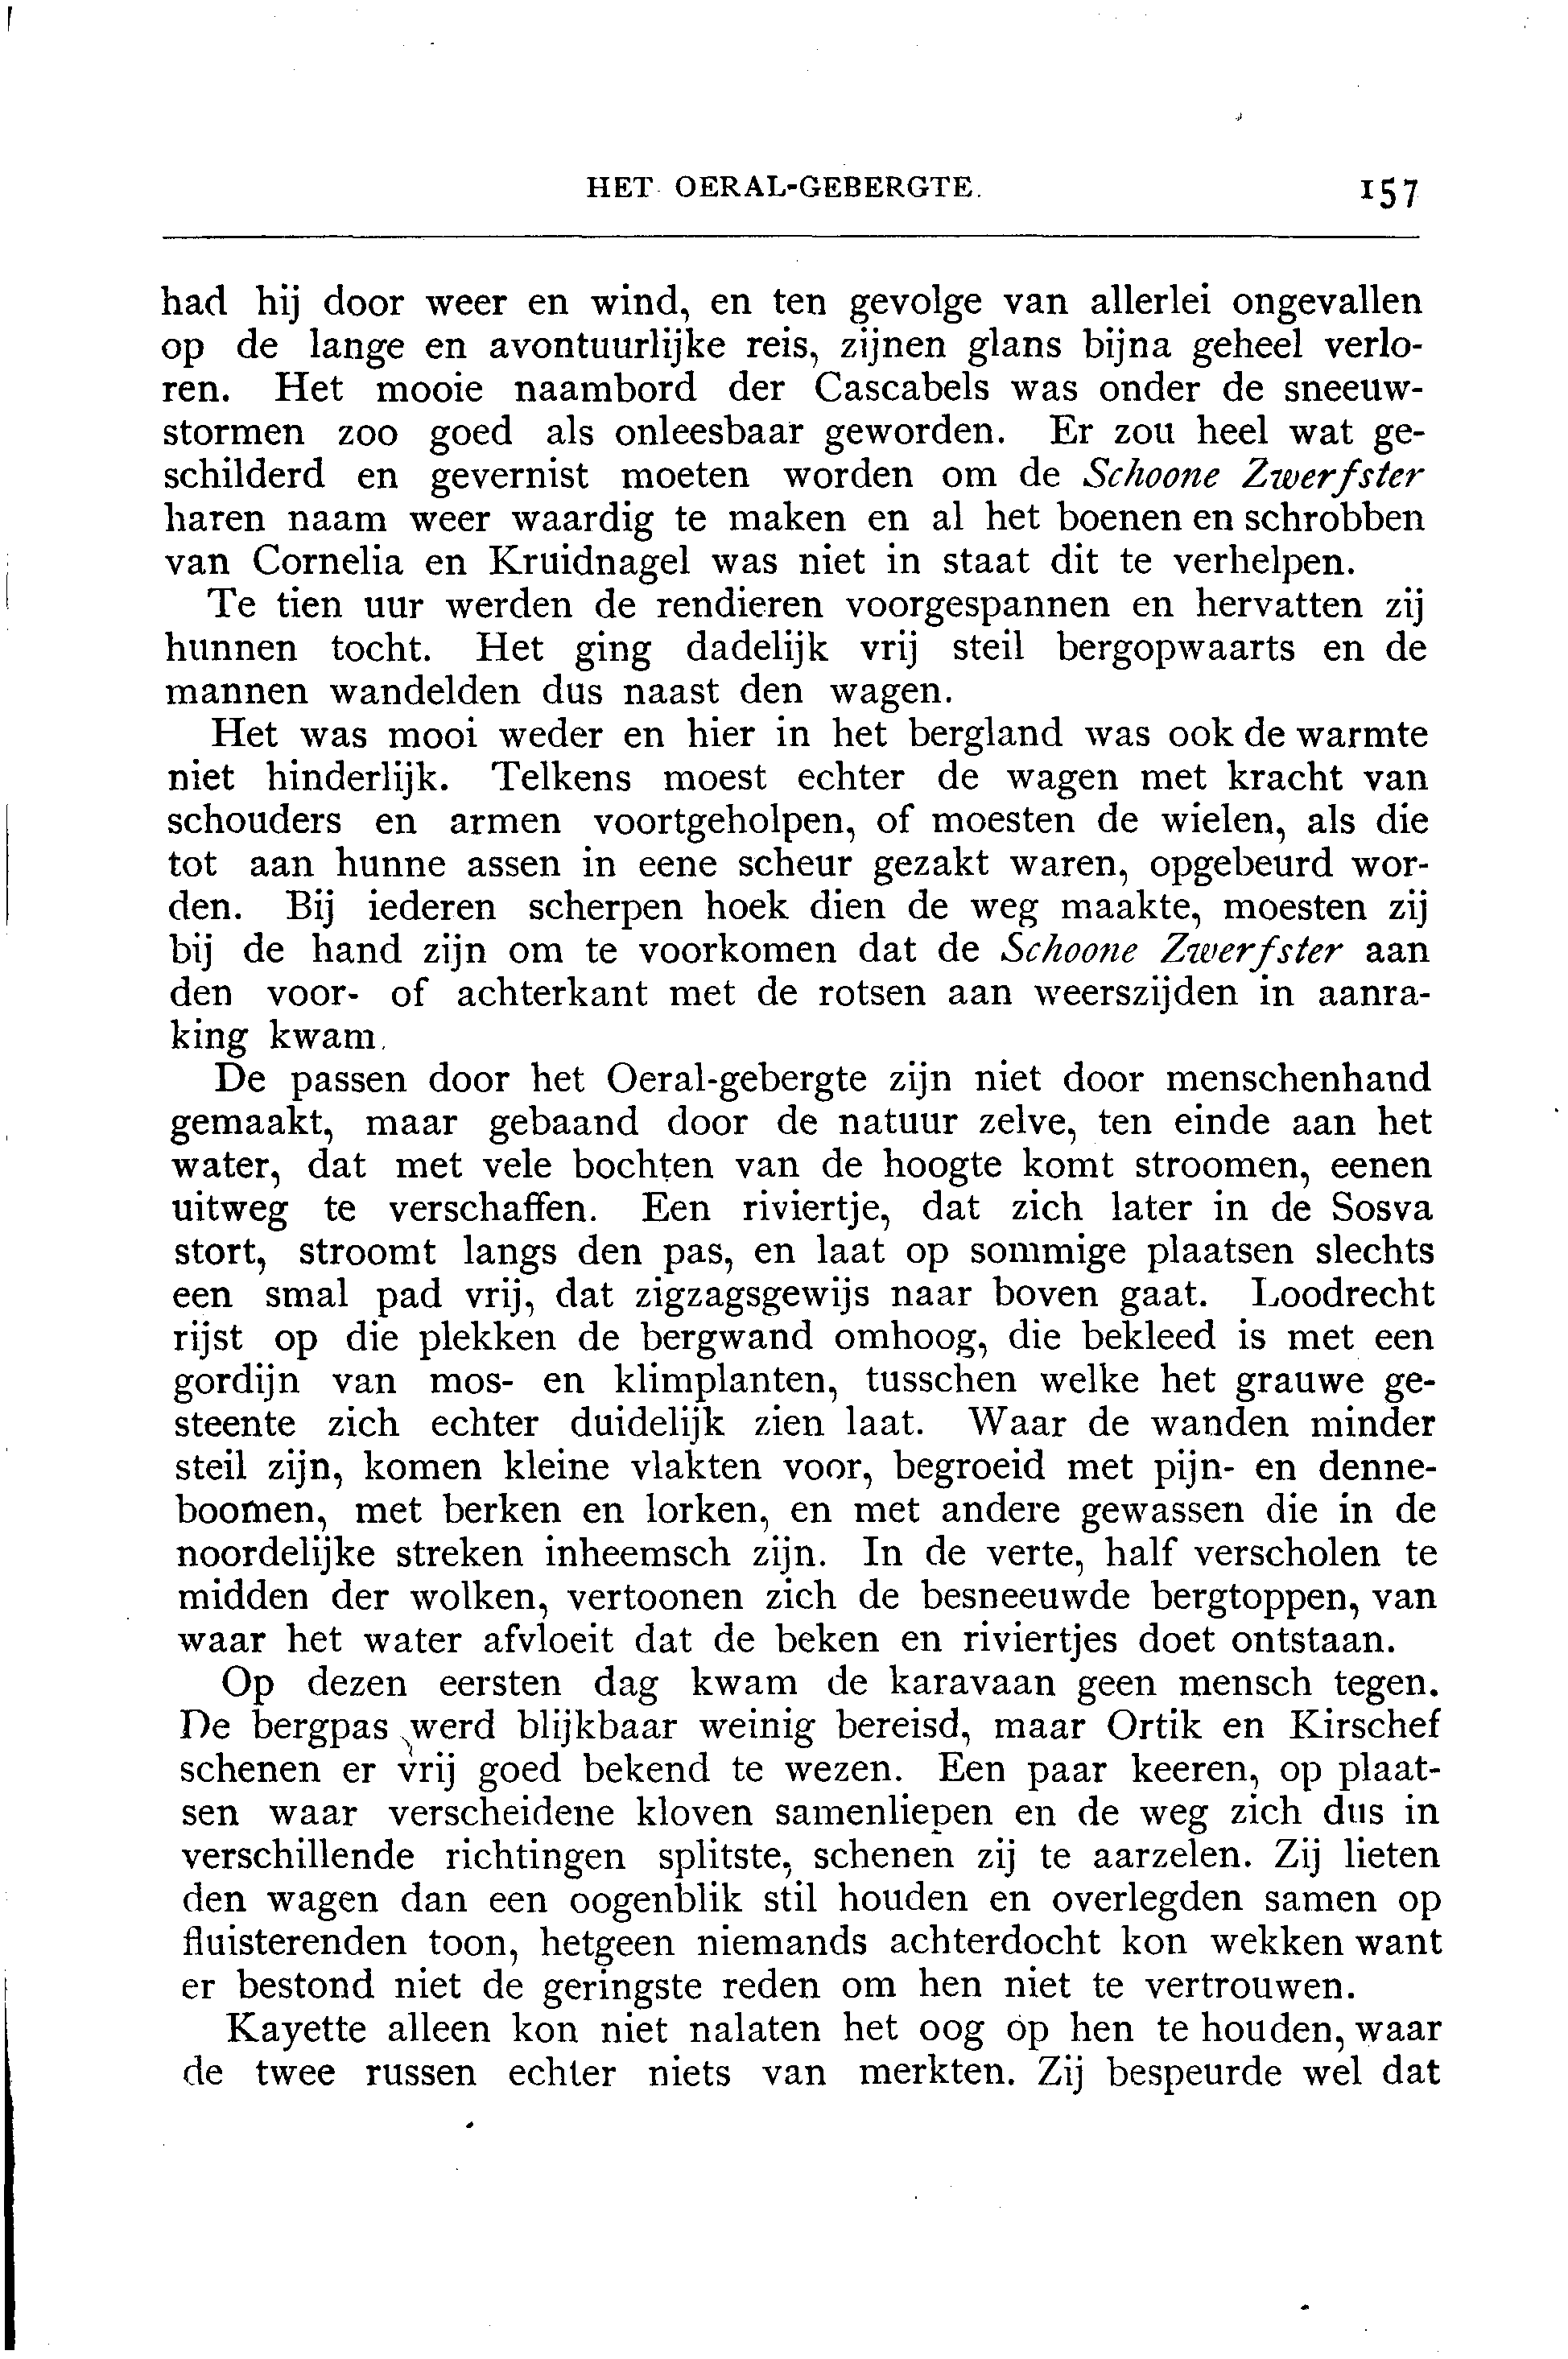 HET OERAL-GEBERGTE.
157
had hij door weer en wind, en ten gevolge van allerlei ongevallen
op de lange en avontuurlijke reis, zijnen glans bijna geheel verlo-
ren. Het mooie naambord der Cascabels was onder de sneeuw-
stormen zoo goed als onleesbaar geworden. Er zou heel wat ge-
schilderd en gevernist moeten worden om de Schoone Zwerfster
haren naam weer waardig te maken en al het boenen en schrobben
van Cornelia en Kruidnagel was niet in staat dit te verhelpen.
Te tien uur werden de rendieren voorgespannen en hervatten zij
hunnen tocht. Het ging dadelijk vrij steil bergopwaarts en de
mannen wandelden dus naast den wagen.
Het was mooi weder en hier in het bergland was ook de warmte
niet hinderlijk. Telkens moest echter de wagen met kracht van
schouders en armen voortgeholpen, of moesten de wielen, als die
tot aan hunne assen in eene scheur gezakt waren, opgebeurd wor-
den. Bij iederen scherpen hoek dien de weg maakte, moesten zij
bij de hand zijn om te voorkomen dat de Schoone Zwerfster aan
den voor- of achterkant met de rotsen aan weerszijden in aanra-
king kwam.
De passen door het Oeral-gebergte zijn niet door menschenhand
gemaakt, maar gebaand door de natuur zelve, ten einde aan het
water, dat met vele bochten van de hoogte komt stroomen, eenen
uitweg te verschaffen. Een riviertje, dat zich later in de Sosva
stort, stroomt langs den pas, en laat op sommige plaatsen slechts
een smal pad vrij, dat zigzagsgewijs naar boven gaat. Loodrecht
rijst op die plekken de bergwand omhoog, die bekleed is met een
gordijn van mos- en klimplanten, tusschen welke het grauwe ge-
steente zich echter duidelijk zien laat. Waar de wanden minder
steil zijn, komen kleine vlakten voor, begroeid met pijn- en denne-
boomen, met berken en lorken, en met andere gewassen die in de
noordelijke streken inheemsch zijn. In de verte, half verscholen te
midden der wolken, vertoonen zich de besneeuwde bergtoppen, van
waar het water afvloeit dat de beken en riviertjes doet ontstaan.
Op dezen eersten dag kwam de karavaan geen mensch tegen.
De bergpas werd blijkbaar weinig bereisd, maar Ortik en Kirschef
schenen er vrij goed bekend te wezen. Een paar keeren, op plaat-
sen waar verscheidene kloven samenliepen en de weg zich dus in
verschillende richtingen splitste, schenen zij te aarzelen. Zij lieten
den wagen dan een oogenblik stil houden en overlegden samen op
fluisterenden toon, hetgeen niemands achterdocht kon wekken want
er bestond niet de geringste reden om hen niet te vertrouwen.
Kayette alleen kon niet nalaten het oog op hen te houden, waar
de twee russen echter niets van merkten. Zij bespeurde wel dat